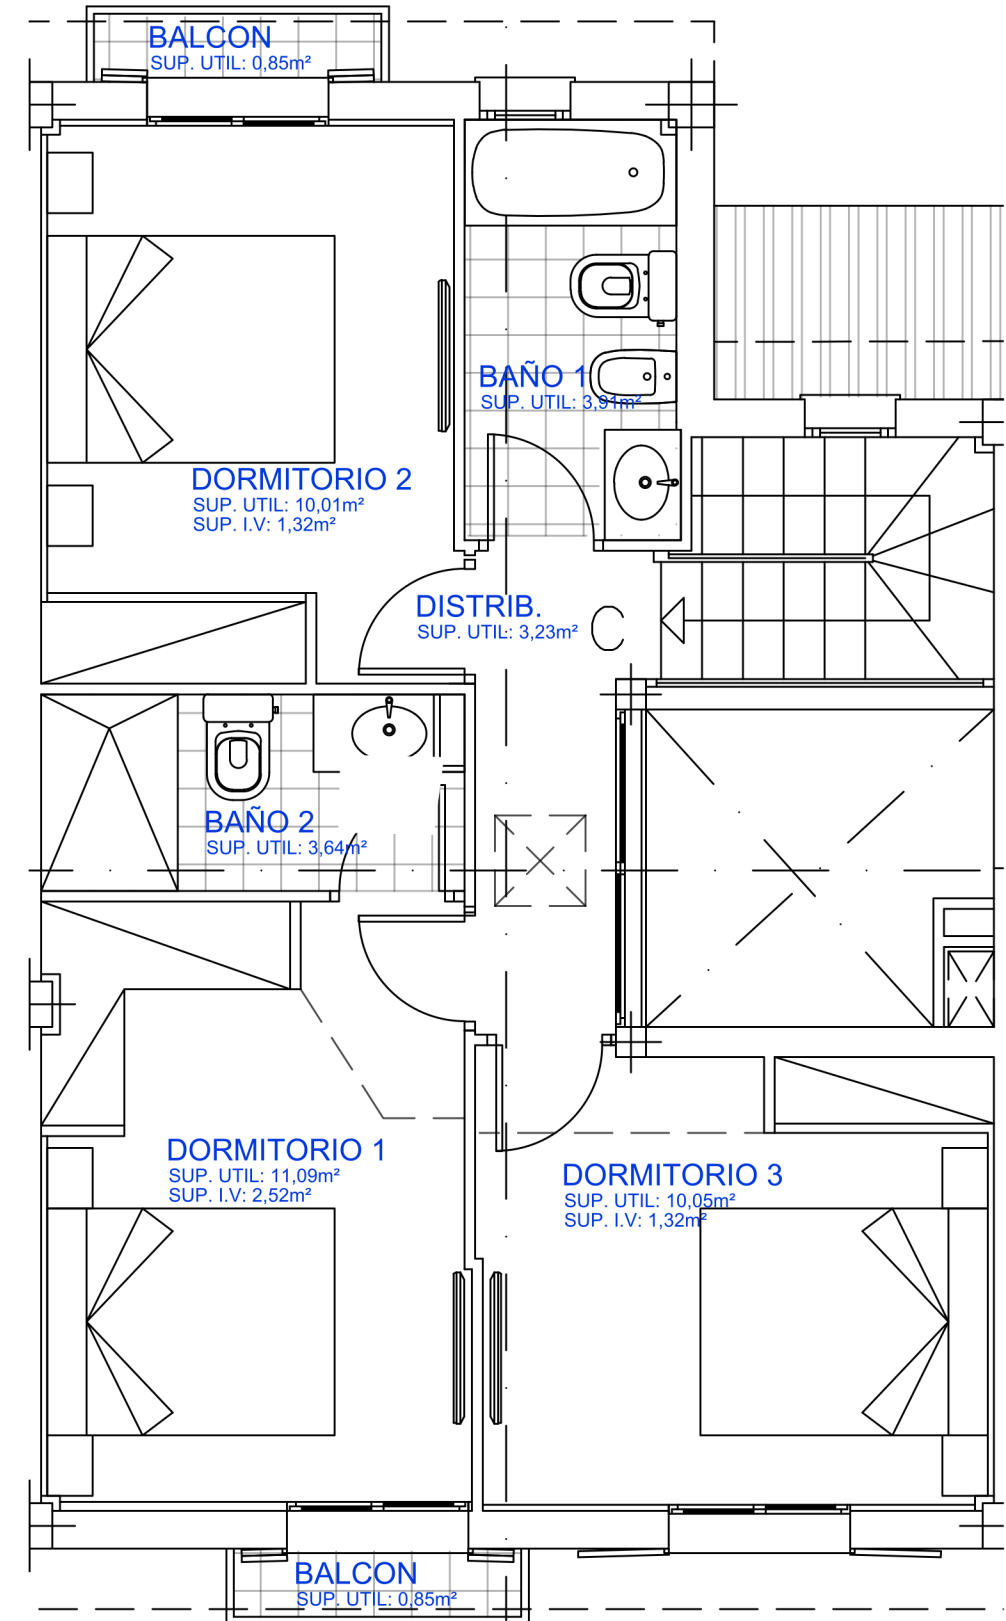 BALCON
SUP. UTIL: 0,85m²
BAÑO 1
SUP. UTIL: 3,91m²
DORMITORIO 2
SUP. UTIL: 10,01m²
SUP. I.V: 1,32m²
DISTRIB.
SUP. UTIL: 3,23m²
BAÑO 2
SUP. UTIL: 3,64m²
DORMITORIO 1
SUP. UTIL: 11,09m²
SUP. I.V: 2,52m²
DORMITORIO 3
SUP. UTIL: 10,05m²
SUP. I.V: 1,32m²
BALCON
SUP. UTIL: 0,85m²